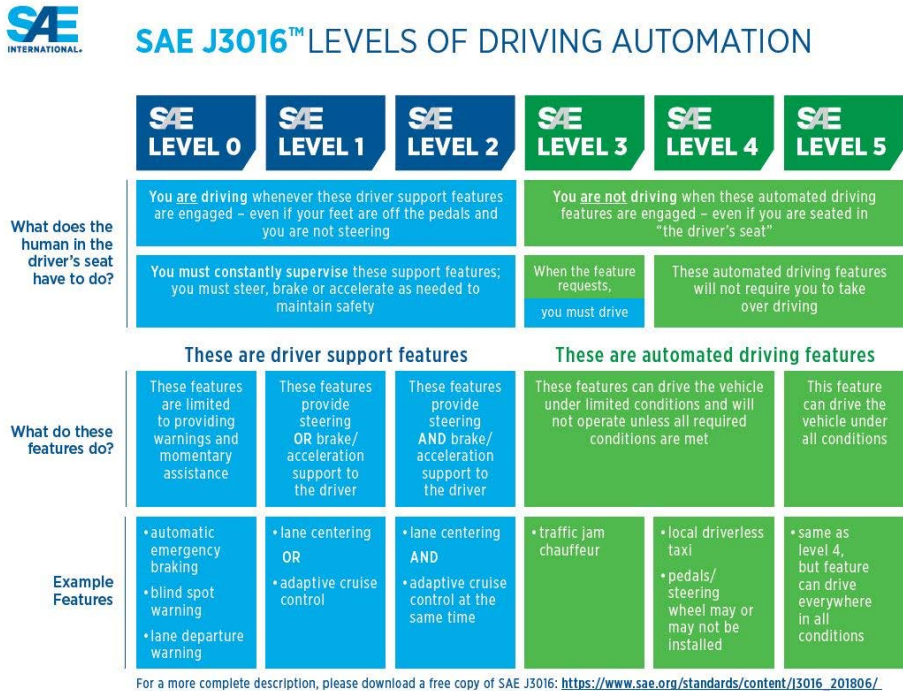 SAE
INTERNATIONAL®
SAE J3016™ LEVELS OF DRIVING AUTOMATION
SAE
LEVEL 0
SAE
LEVEL 1
SAE
LEVEL 2
SAE
LEVEL 3
SAE
LEVEL 4
SAE
LEVEL 5
What does the
human in the
driver's seat
have to do?
You are driving whenever these driver support features
are engaged – even if your feet are off the pedals and
you are not steering
You are not driving when these automated driving
features are engaged – even if you are seated in
“the driver's seat”
You must constantly supervise these support features;
you must steer, brake or accelerate as needed to
maintain safety
When the feature
requests,
you must drive
These automated driving features
will not require you to take
over driving
These are driver support features
These are automated driving features
What do these
features do?
These features
are limited
to providing
warnings and
momentary
assistance
These features
provide
steering
OR brake/
acceleration
support to
the driver
These features
provide
steering
AND brake/
acceleration
support to
the driver
These features can drive the vehicle
under limited conditions and will
not operate unless all required
conditions are met
This feature
can drive the
vehicle under
all conditions
Example
Features
• automatic
emergency
braking
• blind spot
warning
• lane departure
warning
• lane centering
OR
• adaptive cruise
control
• lane centering
AND
• adaptive cruise
control at the
same time
• traffic jam
chauffeur
• local driverless
taxi
• pedals/
steering
wheel may or
may not be
installed
• same as
level 4,
but feature
can drive
everywhere
in all
conditions
For a more complete description, please download a free copy of SAE J3016: https://www.sae.org/standards/content/J3016_201806/